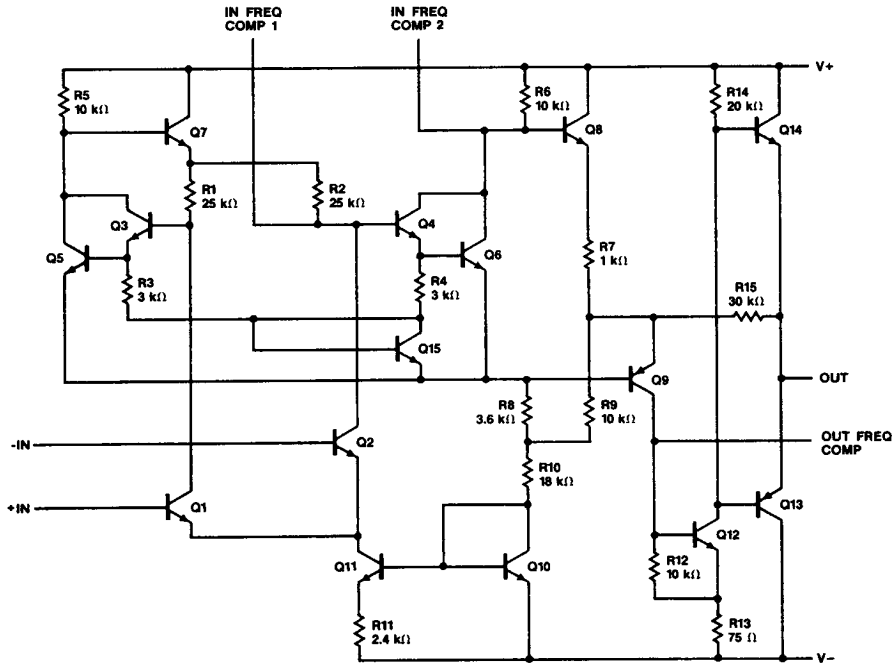 IN FREQ
COMP 1
IN FREQ
COMP 2
V+
R5
10 kΩ
Q7
R6
10 kΩ
Q8
R14
20 kΩ
Q14
R1
25 kΩ
R2
25 kΩ
Q3
Q4
Q5
Q6
R3
3 kΩ
R4
3 kΩ
R7
1 kΩ
R15
30 kΩ
Q15
Q9
OUT
R8
3.6 kΩ
R9
10 kΩ
-IN
Q2
OUT FREQ
COMP
R10
18 kΩ
+IN
Q1
Q13
Q12
Q11
Q10
R12
10 kΩ
R11
2.4 kΩ
R13
75 Ω
V−